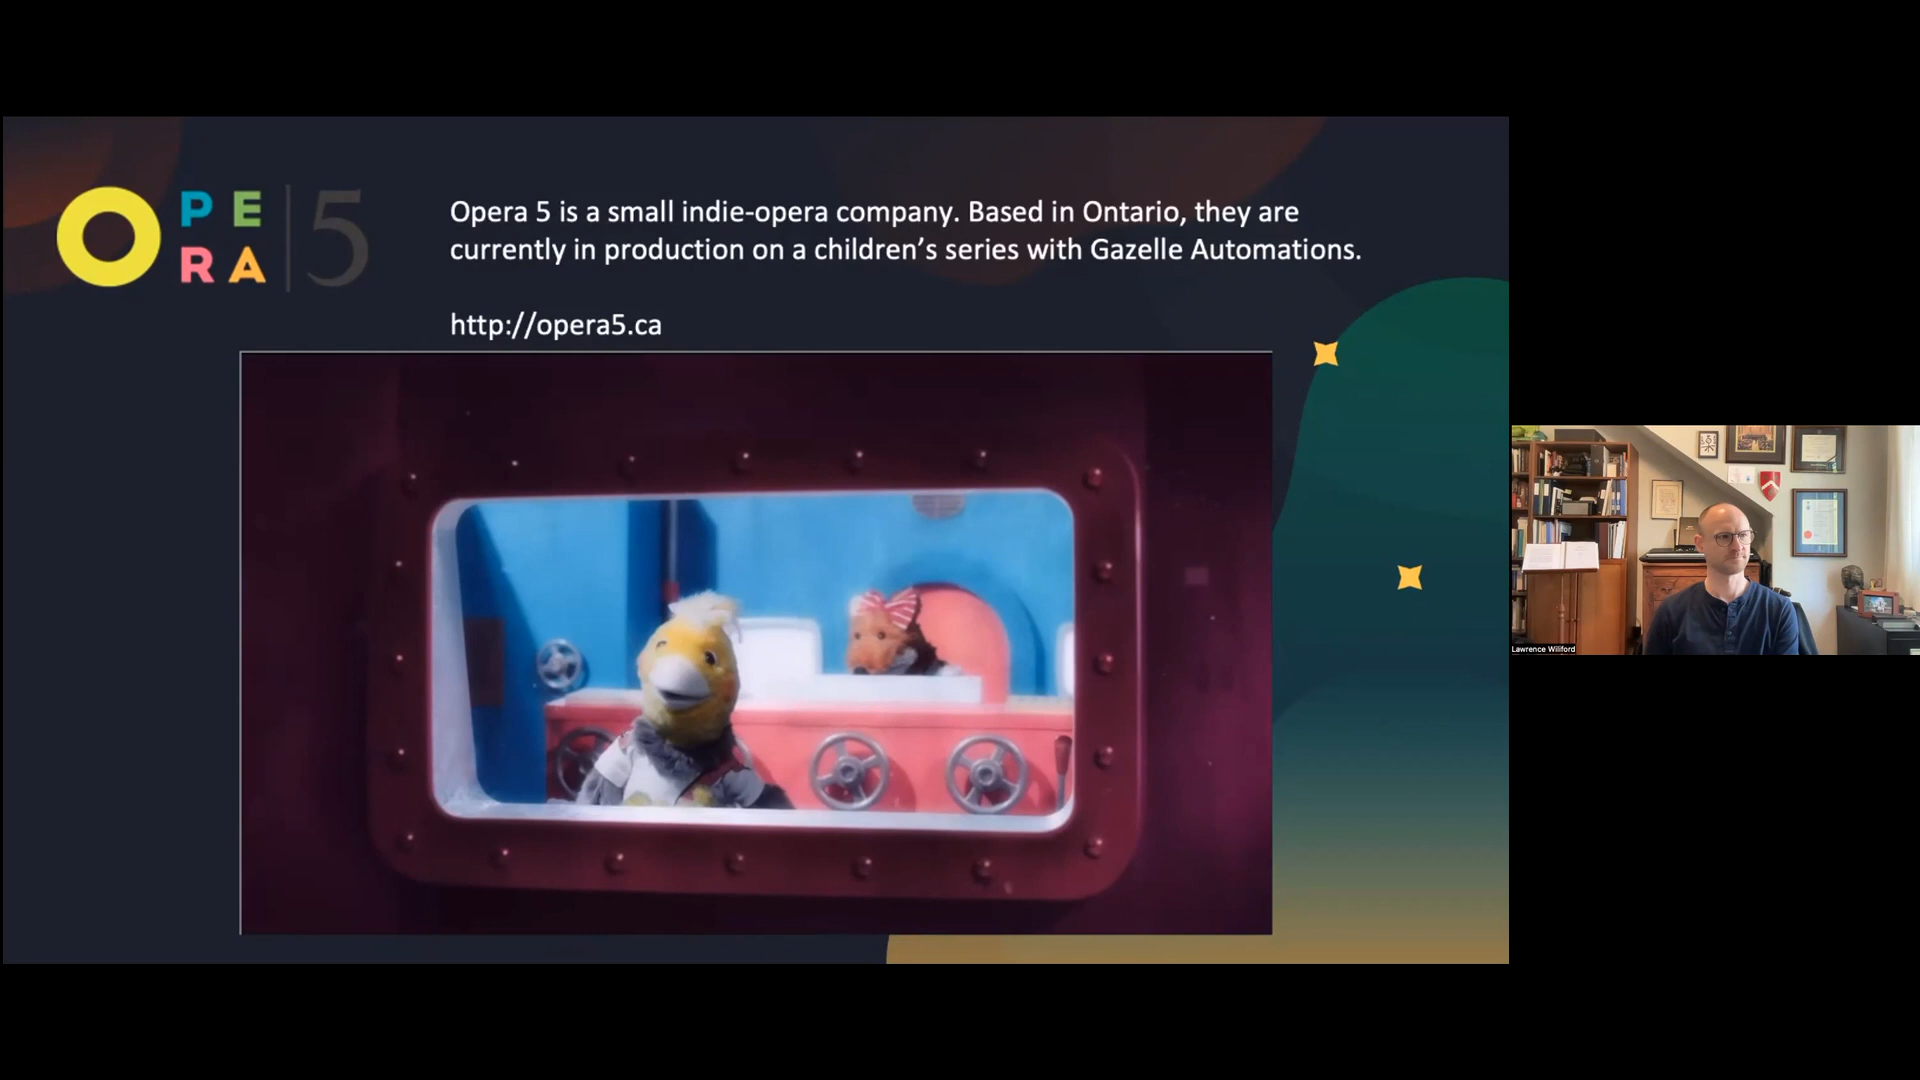 OPERA 5
Opera 5 is a small indie-opera company. Based in Ontario, they are
currently in production on a children’s series with Gazelle Automations.
http://opera5.ca
Lawrence Wiliford